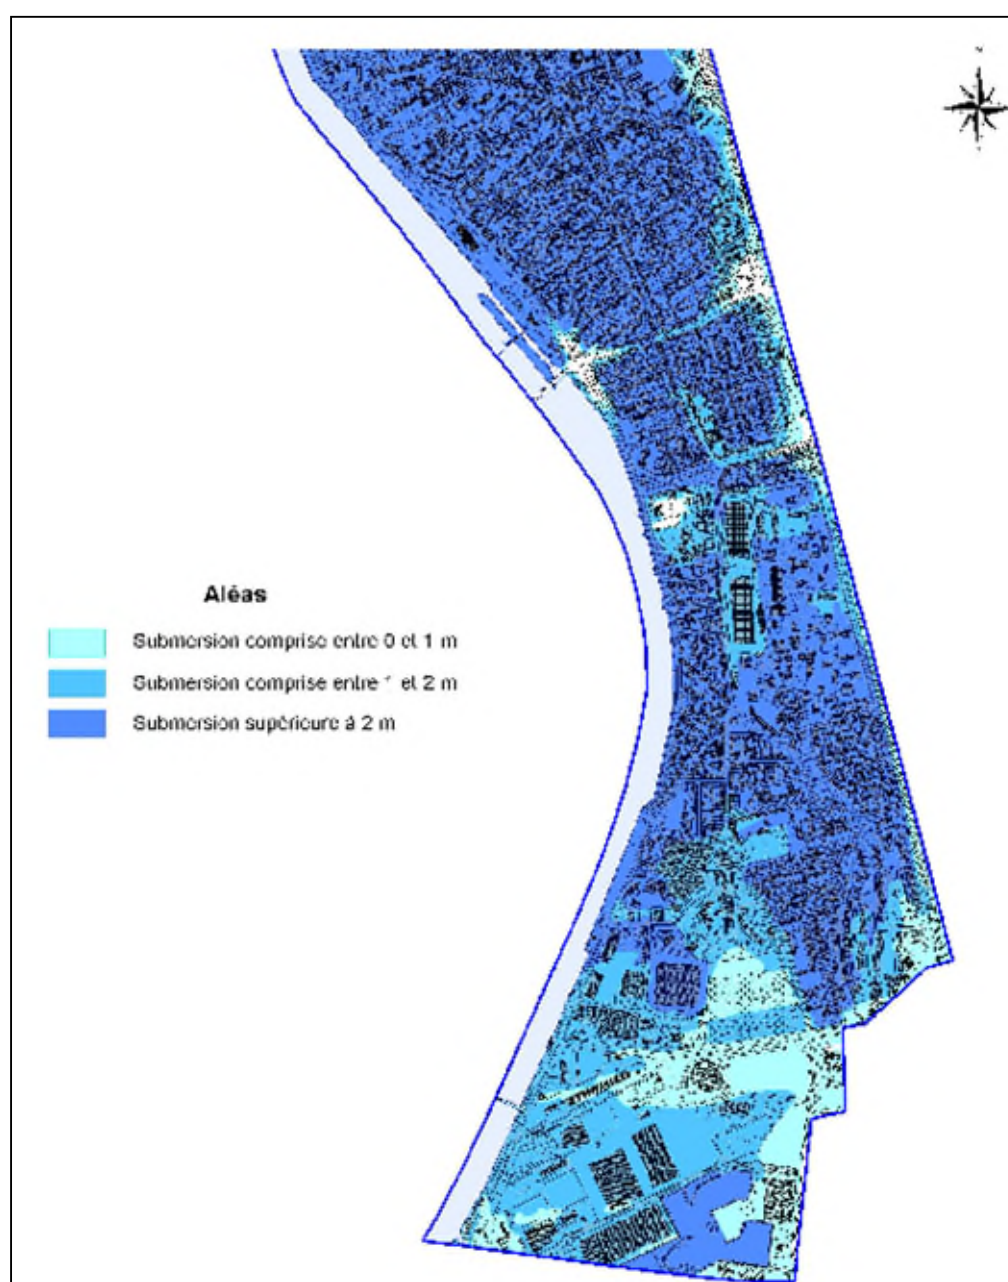 Aléas
Submersion comprise entre 0 et 1 m
Submersion comprise entre 1 et 2 m
Submersion supérieure à 2 m